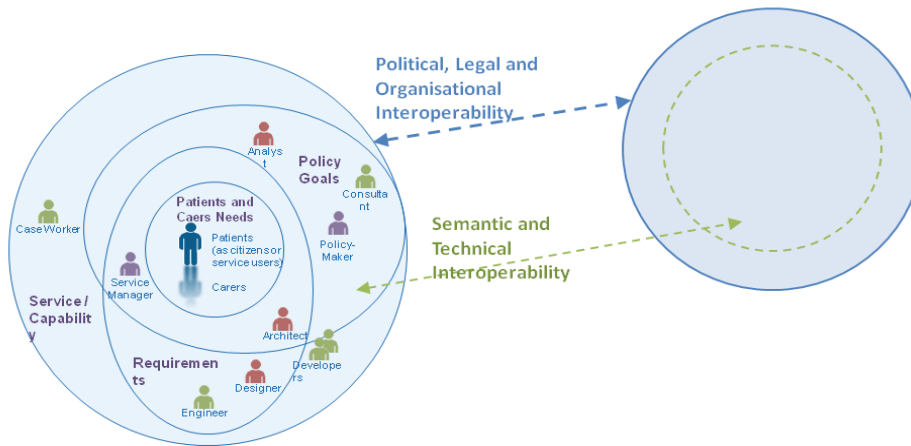 Political, Legal and
Organisational
Interoperability
Analys
t
Policy
Goals
Consulta
nt
Patients and
Caers Needs
CaseWorker
Patients
(as citizens or
service users)
Policy-
Maker
Semantic and
Technical
Interoperability
Service
Manager
Carers
Service /
Capabilit
y
Architect
Requiremen
ts
Develope
rs
Designer
Engineer